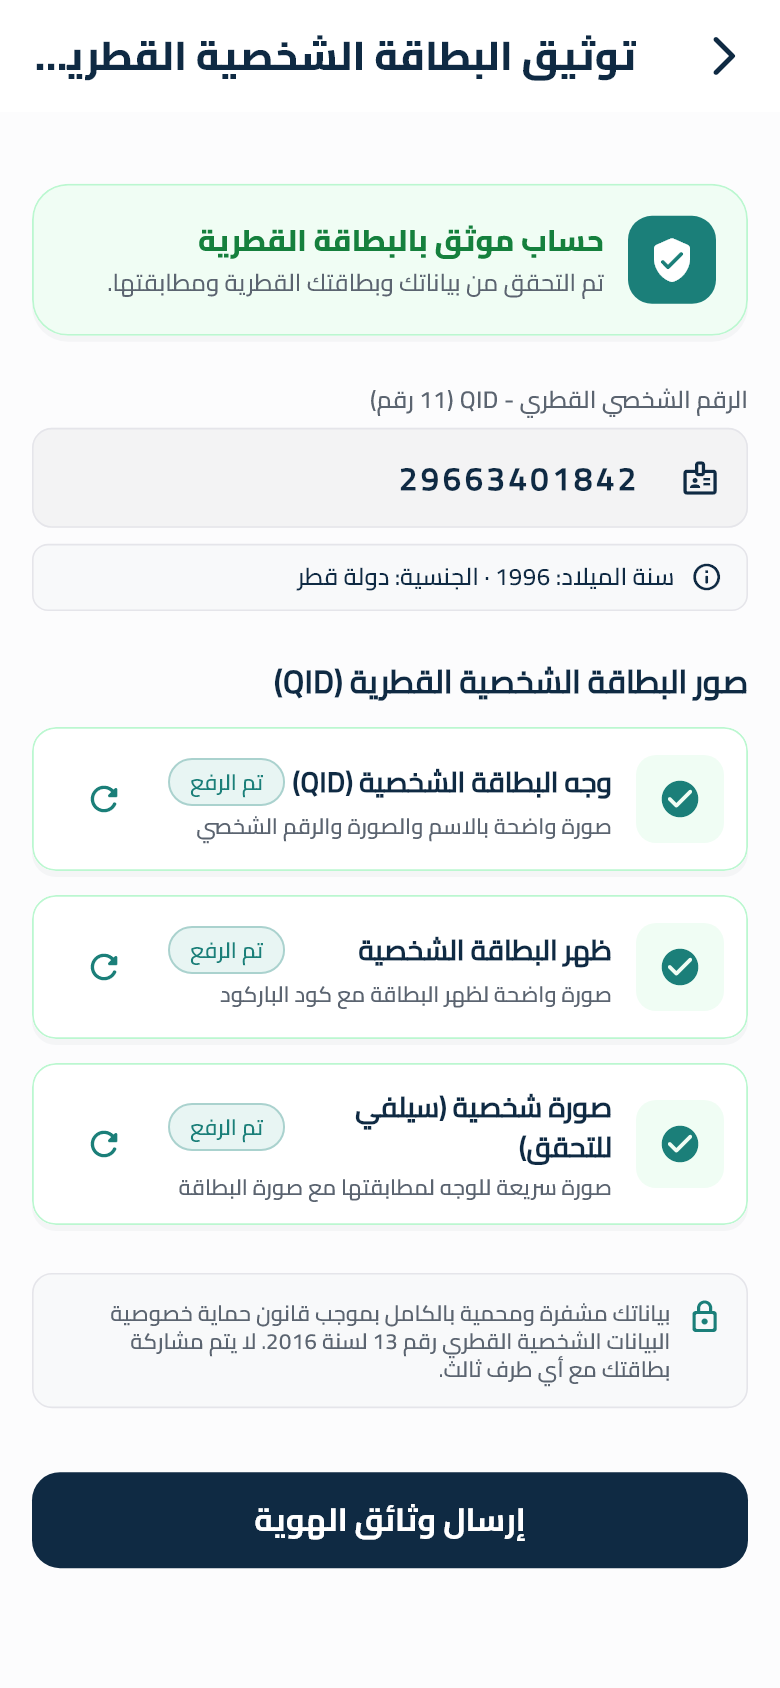 توثيق البطاقة الشخصية القطريـ...
حساب موثق بالبطاقة القطرية
تم التحقق من بياناتك وبطاقتك القطرية ومطابقتها.
الرقم الشخصي القطري - QID (11 رقم)
29663401842
سنة الميلاد: 1996 · الجنسية: دولة قطر
صور البطاقة الشخصية القطرية (QID)
وجه البطاقة الشخصية (QID) تم الرفع
صورة واضحة بالاسم والصورة والرقم الشخصي
ظهر البطاقة الشخصية تم الرفع
صورة واضحة لظهر البطاقة مع كود الباركود
صورة شخصية (سيلفي
للتحقق)
تم الرفع
صورة سريعة للوجه لمطابقتها مع صورة البطاقة
بياناتك مشفرة ومحمية بالكامل بموجب قانون حماية خصوصية
البيانات الشخصية القطري رقم 13 لسنة 2016. لا يتم مشاركة
بطاقتك مع أي طرف ثالث.
إرسال وثائق الهوية